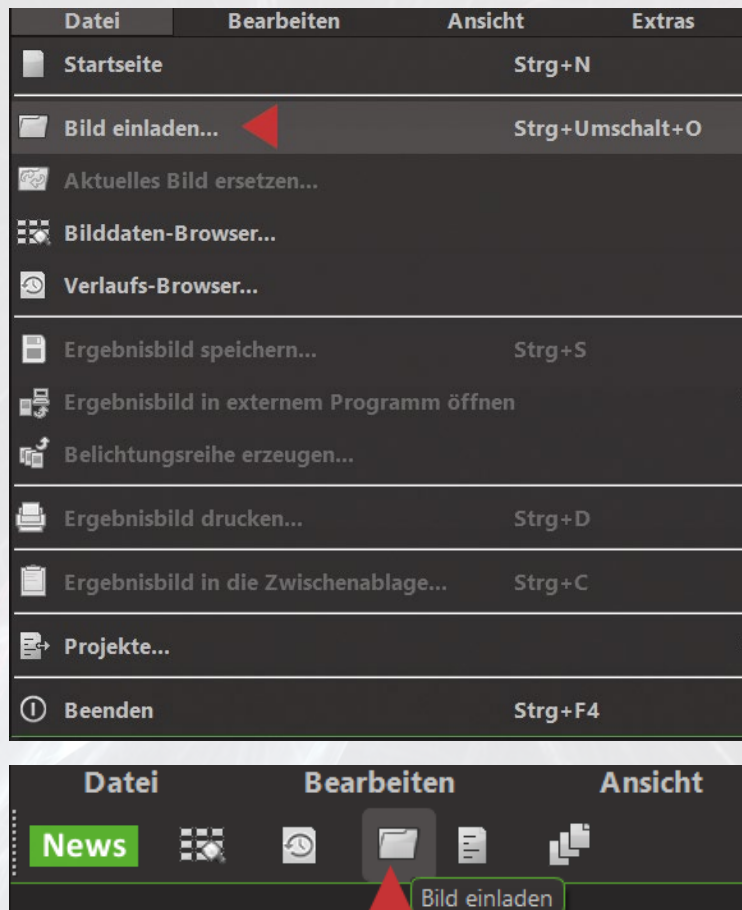 Datei Bearbeiten Ansicht Extras
Startseite Strg+N
Bild einladen... Strg+Umschalt+O
Aktuelles Bild ersetzen...
Bilddaten-Browser...
Verlaufs-Browser...
Ergebnisbild speichern... Strg+S
Ergebnisbild in externem Programm öffnen
Belichtungsreihe erzeugen...
Ergebnisbild drucken... Strg+D
Ergebnisbild in die Zwischenablage... Strg+C
Projekte...
Beenden Strg+F4
Datei Bearbeiten Ansicht
News
Bild einladen